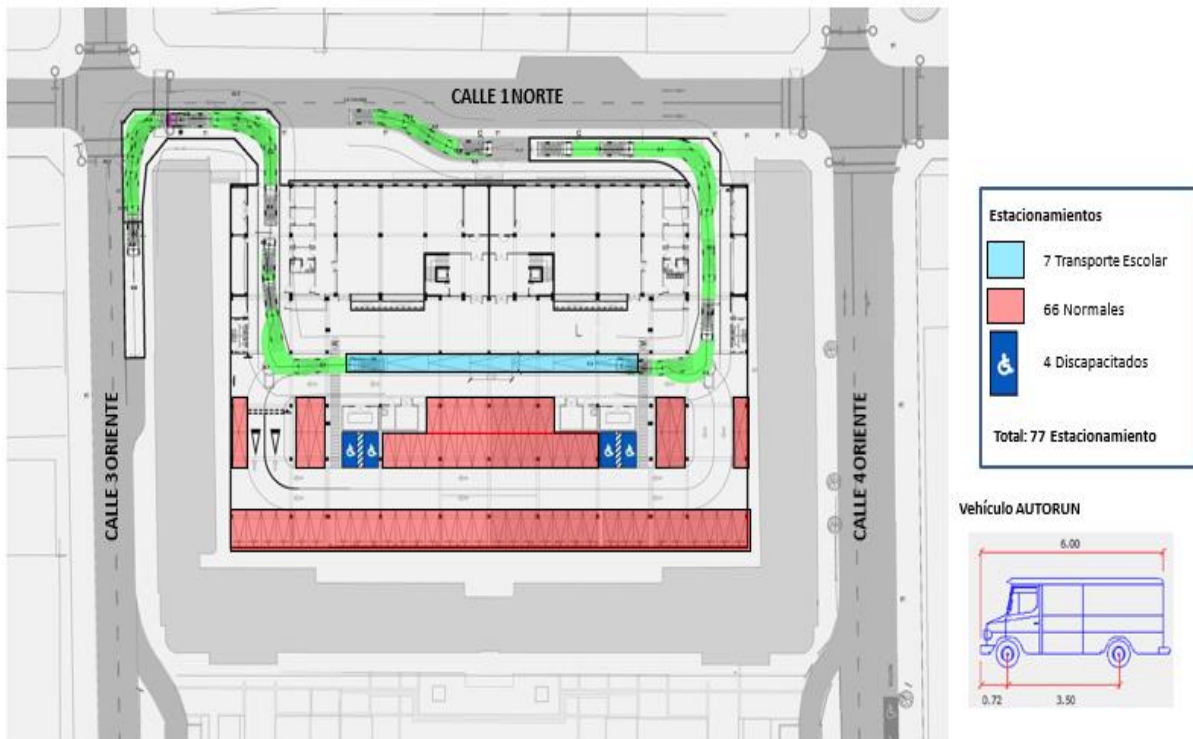 CALLE 1 NORTE
CALLE 3 ORIENTE
CALLE 4 ORIENTE
Estacionamientos
7 Transporte Escolar
66 Normales
4 Discapacitados
Total: 77 Estacionamiento
Vehículo AUTORUN
6.00
0.72
3.50